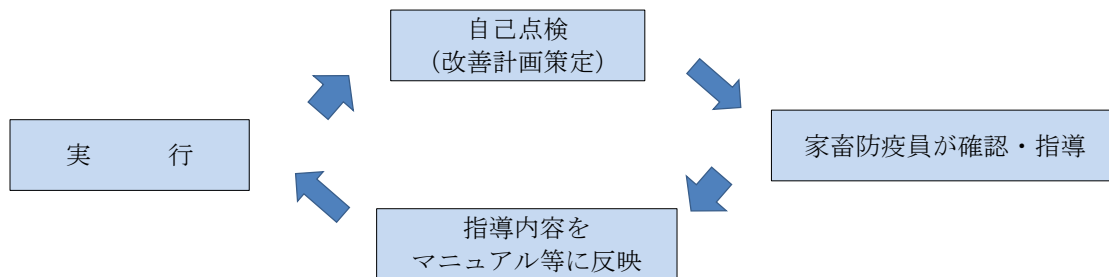 自己点検
（改善計画策定）
家畜防疫員が確認・指導
指導内容を
マニュアル等に反映
実　　　行